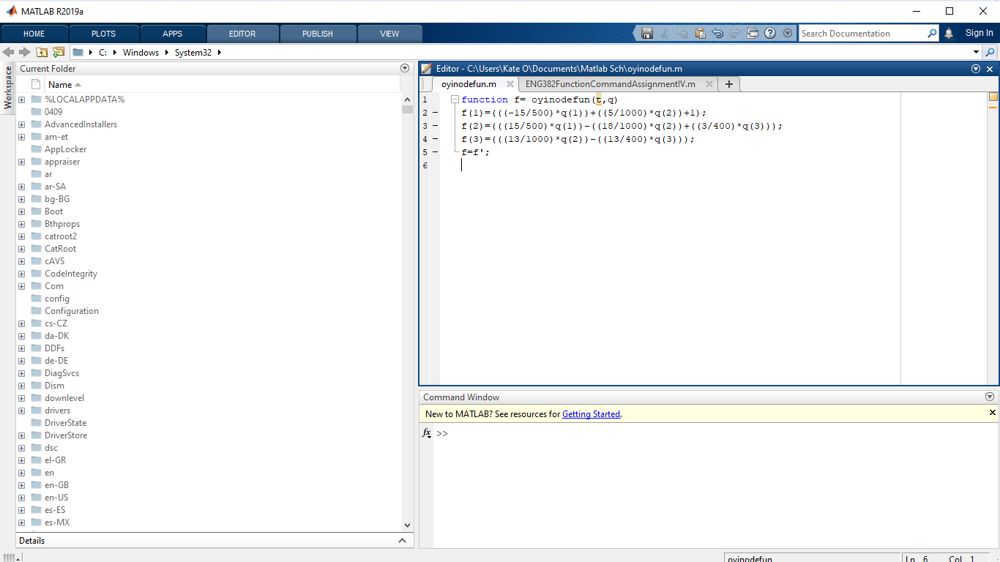 MATLAB R2019a
HOME PLOTS APPS EDITOR PUBLISH VIEW Search Documentation Sign In
C: Windows System32
Workspace
Current Folder
Name
%LOCALAPPDATA%
0409
AdvancedInstallers
am-et
AppLocker
appraiser
ar
ar-SA
bg-BG
Boot
Bthprops
catroot2
CatRoot
cAVS
CodeIntegrity
Com
config
Configuration
cs-CZ
da-DK
DDFs
de-DE
DiagSvcs
Dism
downlevel
drivers
DriverState
DriverStore
dsc
el-GR
en
en-GB
en-US
es-ES
es-MX
Details
Editor - C:\Users\Kate O\Documents\Matlab Sch\oyinodefun.m
oyinodefun.m ENG382FunctionCommandAssignmentIV.m
1 function f= oyinodefun(t,q)
2 f(1)=(((-15/500)*q(1))+((5/1000)*q(2))+1);
3 f(2)=(((15/500)*q(1))-((18/1000)*q(2))+((3/400)*q(3)));
4 f(3)=(((13/1000)*q(2))-((13/400)*q(3)));
5 f=f';
6
Command Window
New to MATLAB? See resources for Getting Started.
fx >>
oyinodefun Ln 6 Col 1